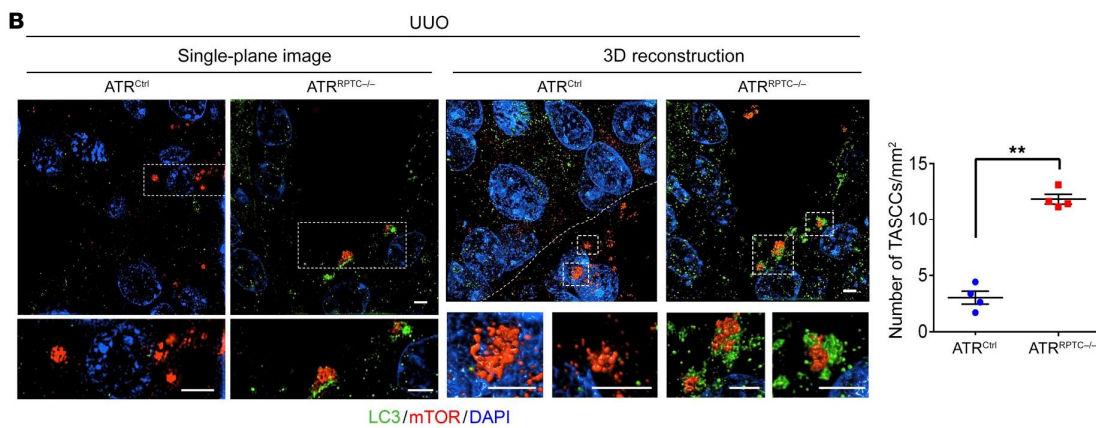 B
UUO
Single-plane image
3D reconstruction
ATR^Ctrl
ATR^RPTC–/–
ATR^Ctrl
ATR^RPTC–/–
LC3/mTOR/DAPI
Number of TASCCs/mm²
15
10
5
0
**
ATR^Ctrl
ATR^RPTC–/–